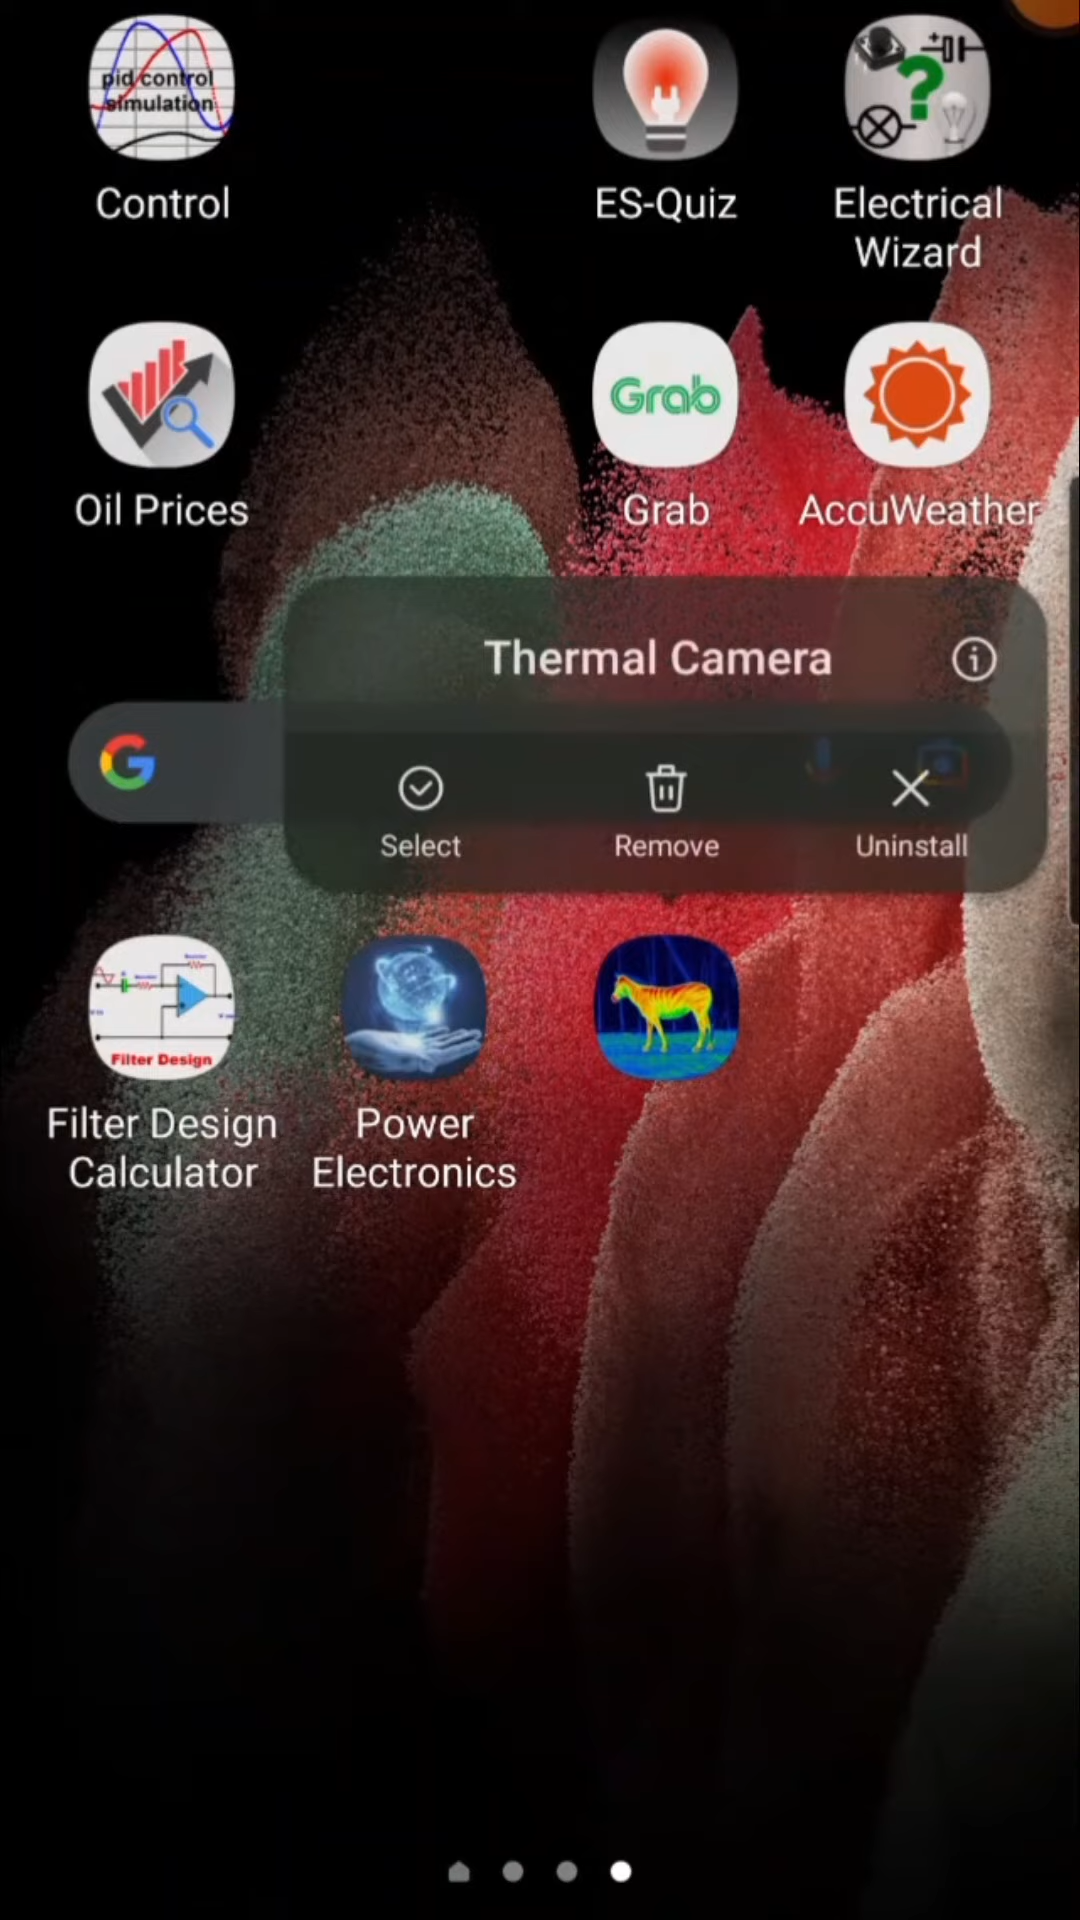 pid control
simulation
Control
ES-Quiz
Electrical
Wizard
Oil Prices
Grab
Grab
AccuWeather
Thermal Camera
Select
Remove
Uninstall
Filter Design
Filter Design
Calculator
Power
Electronics